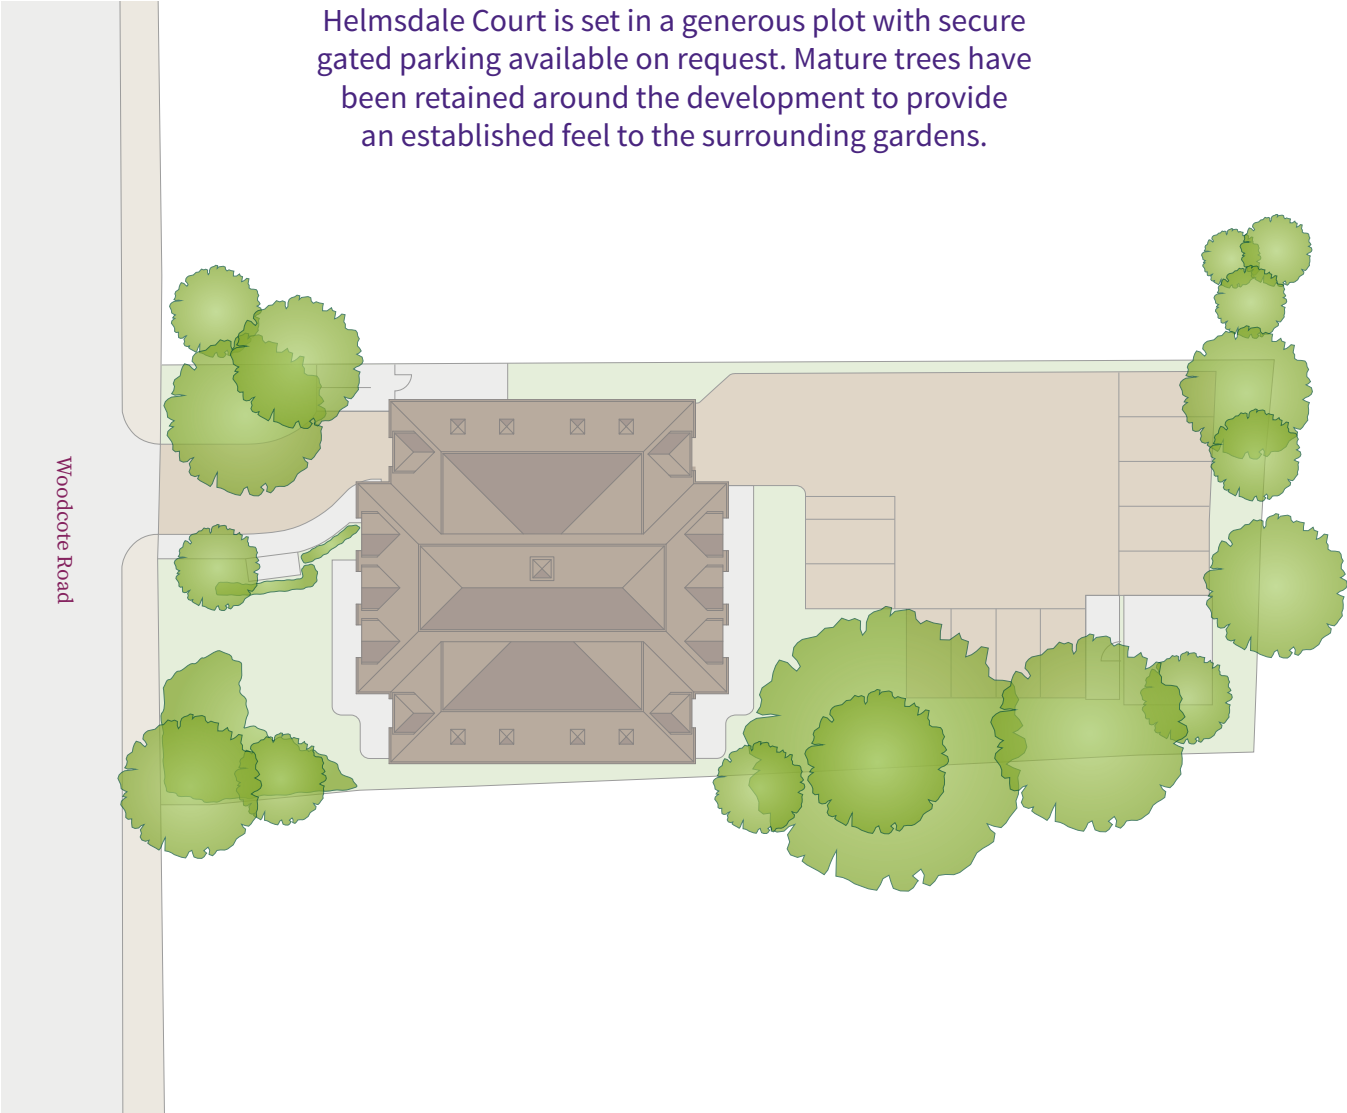 Helmsdale Court is set in a generous plot with secure
gated parking available on request. Mature trees have
been retained around the development to provide
an established feel to the surrounding gardens.
Woodcote Road